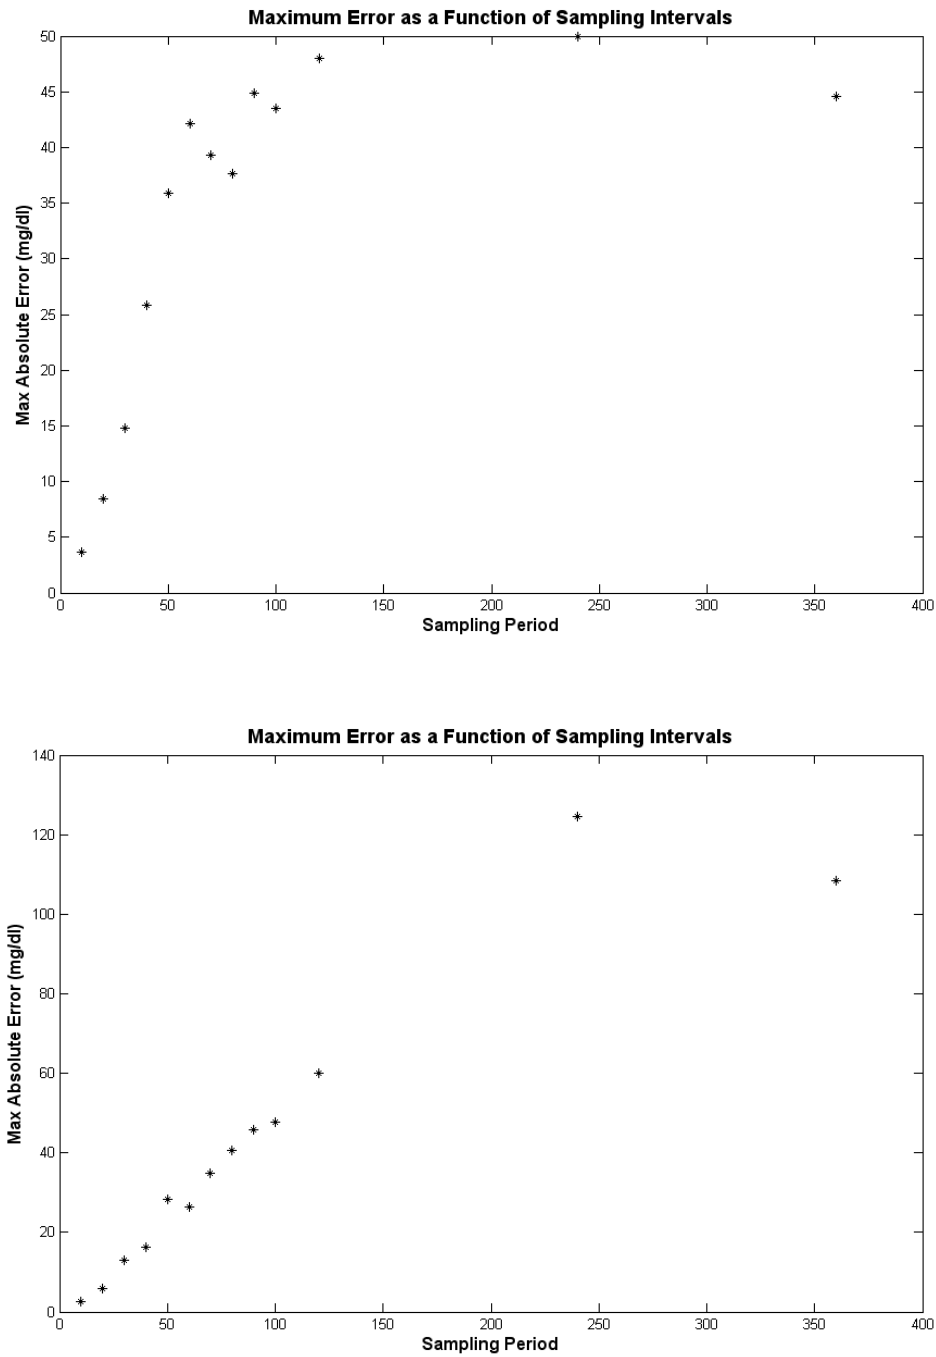 Maximum Error as a Function of Sampling Intervals
50
45
40
35
30
25
20
15
10
5
0
Max Absolute Error (mg/dl)
0 50 100 150 200 250 300 350 400
Sampling Period
Maximum Error as a Function of Sampling Intervals
140
120
100
80
60
40
20
0
Max Absolute Error (mg/dl)
0 50 100 150 200 250 300 350 400
Sampling Period